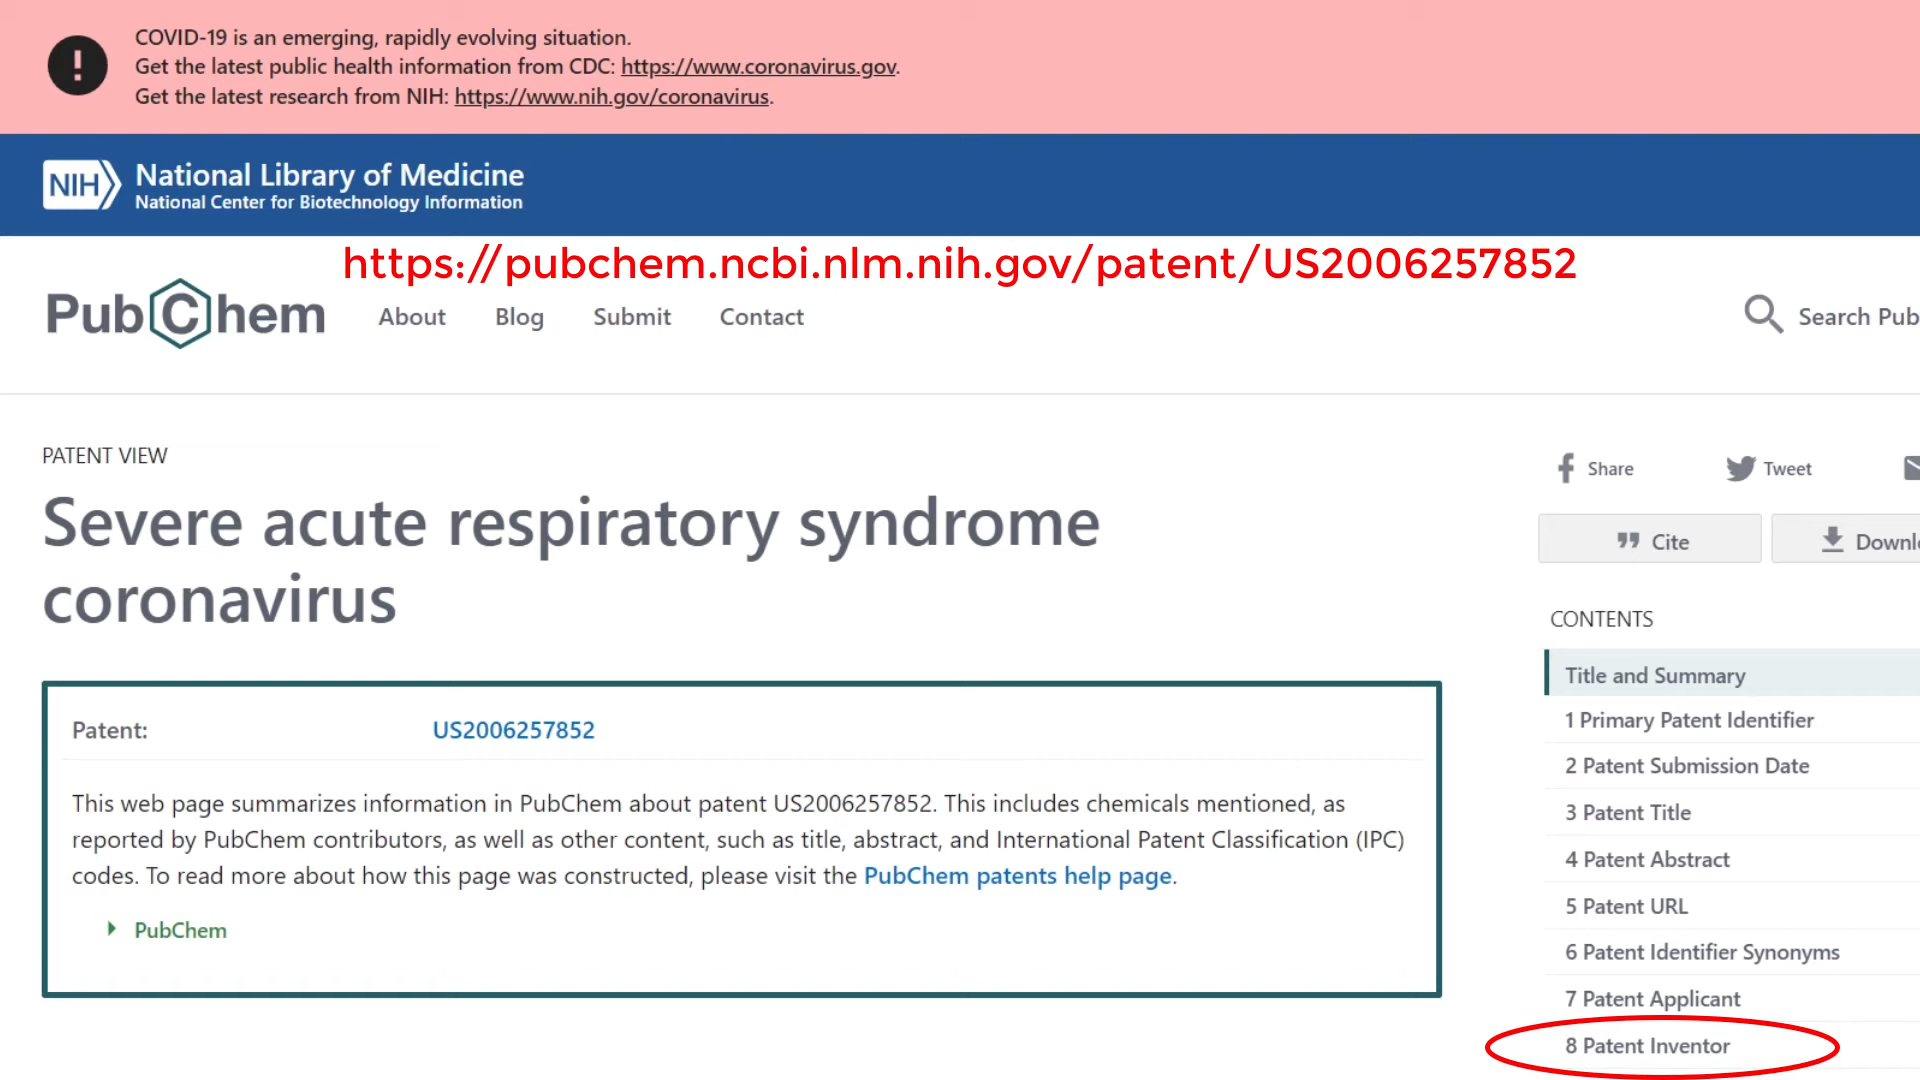 COVID-19 is an emerging, rapidly evolving situation.
Get the latest public health information from CDC: https://www.coronavirus.gov.
Get the latest research from NIH: https://www.nih.gov/coronavirus.
NIH National Library of Medicine
National Center for Biotechnology Information
https://pubchem.ncbi.nlm.nih.gov/patent/US2006257852
PubChem About Blog Submit Contact Search Pub
PATENT VIEW
Severe acute respiratory syndrome
coronavirus
Share Tweet
Cite Downl
CONTENTS
Title and Summary
1 Primary Patent Identifier
2 Patent Submission Date
3 Patent Title
4 Patent Abstract
5 Patent URL
6 Patent Identifier Synonyms
7 Patent Applicant
8 Patent Inventor
Patent: US2006257852
This web page summarizes information in PubChem about patent US2006257852. This includes chemicals mentioned, as
reported by PubChem contributors, as well as other content, such as title, abstract, and International Patent Classification (IPC)
codes. To read more about how this page was constructed, please visit the PubChem patents help page.
PubChem